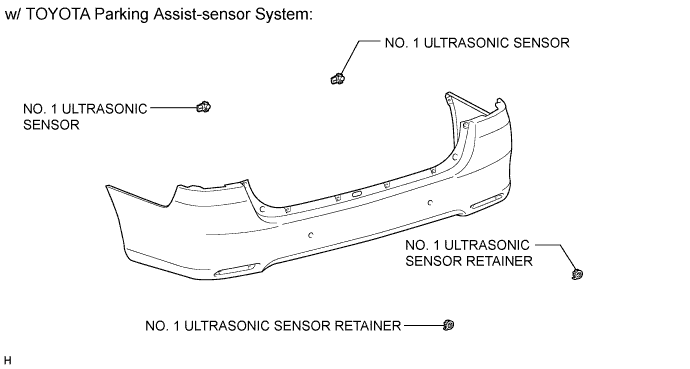 w/ TOYOTA Parking Assist-sensor System:
NO. 1 ULTRASONIC SENSOR
NO. 1 ULTRASONIC
SENSOR
NO. 1 ULTRASONIC
SENSOR RETAINER
NO. 1 ULTRASONIC SENSOR RETAINER
H